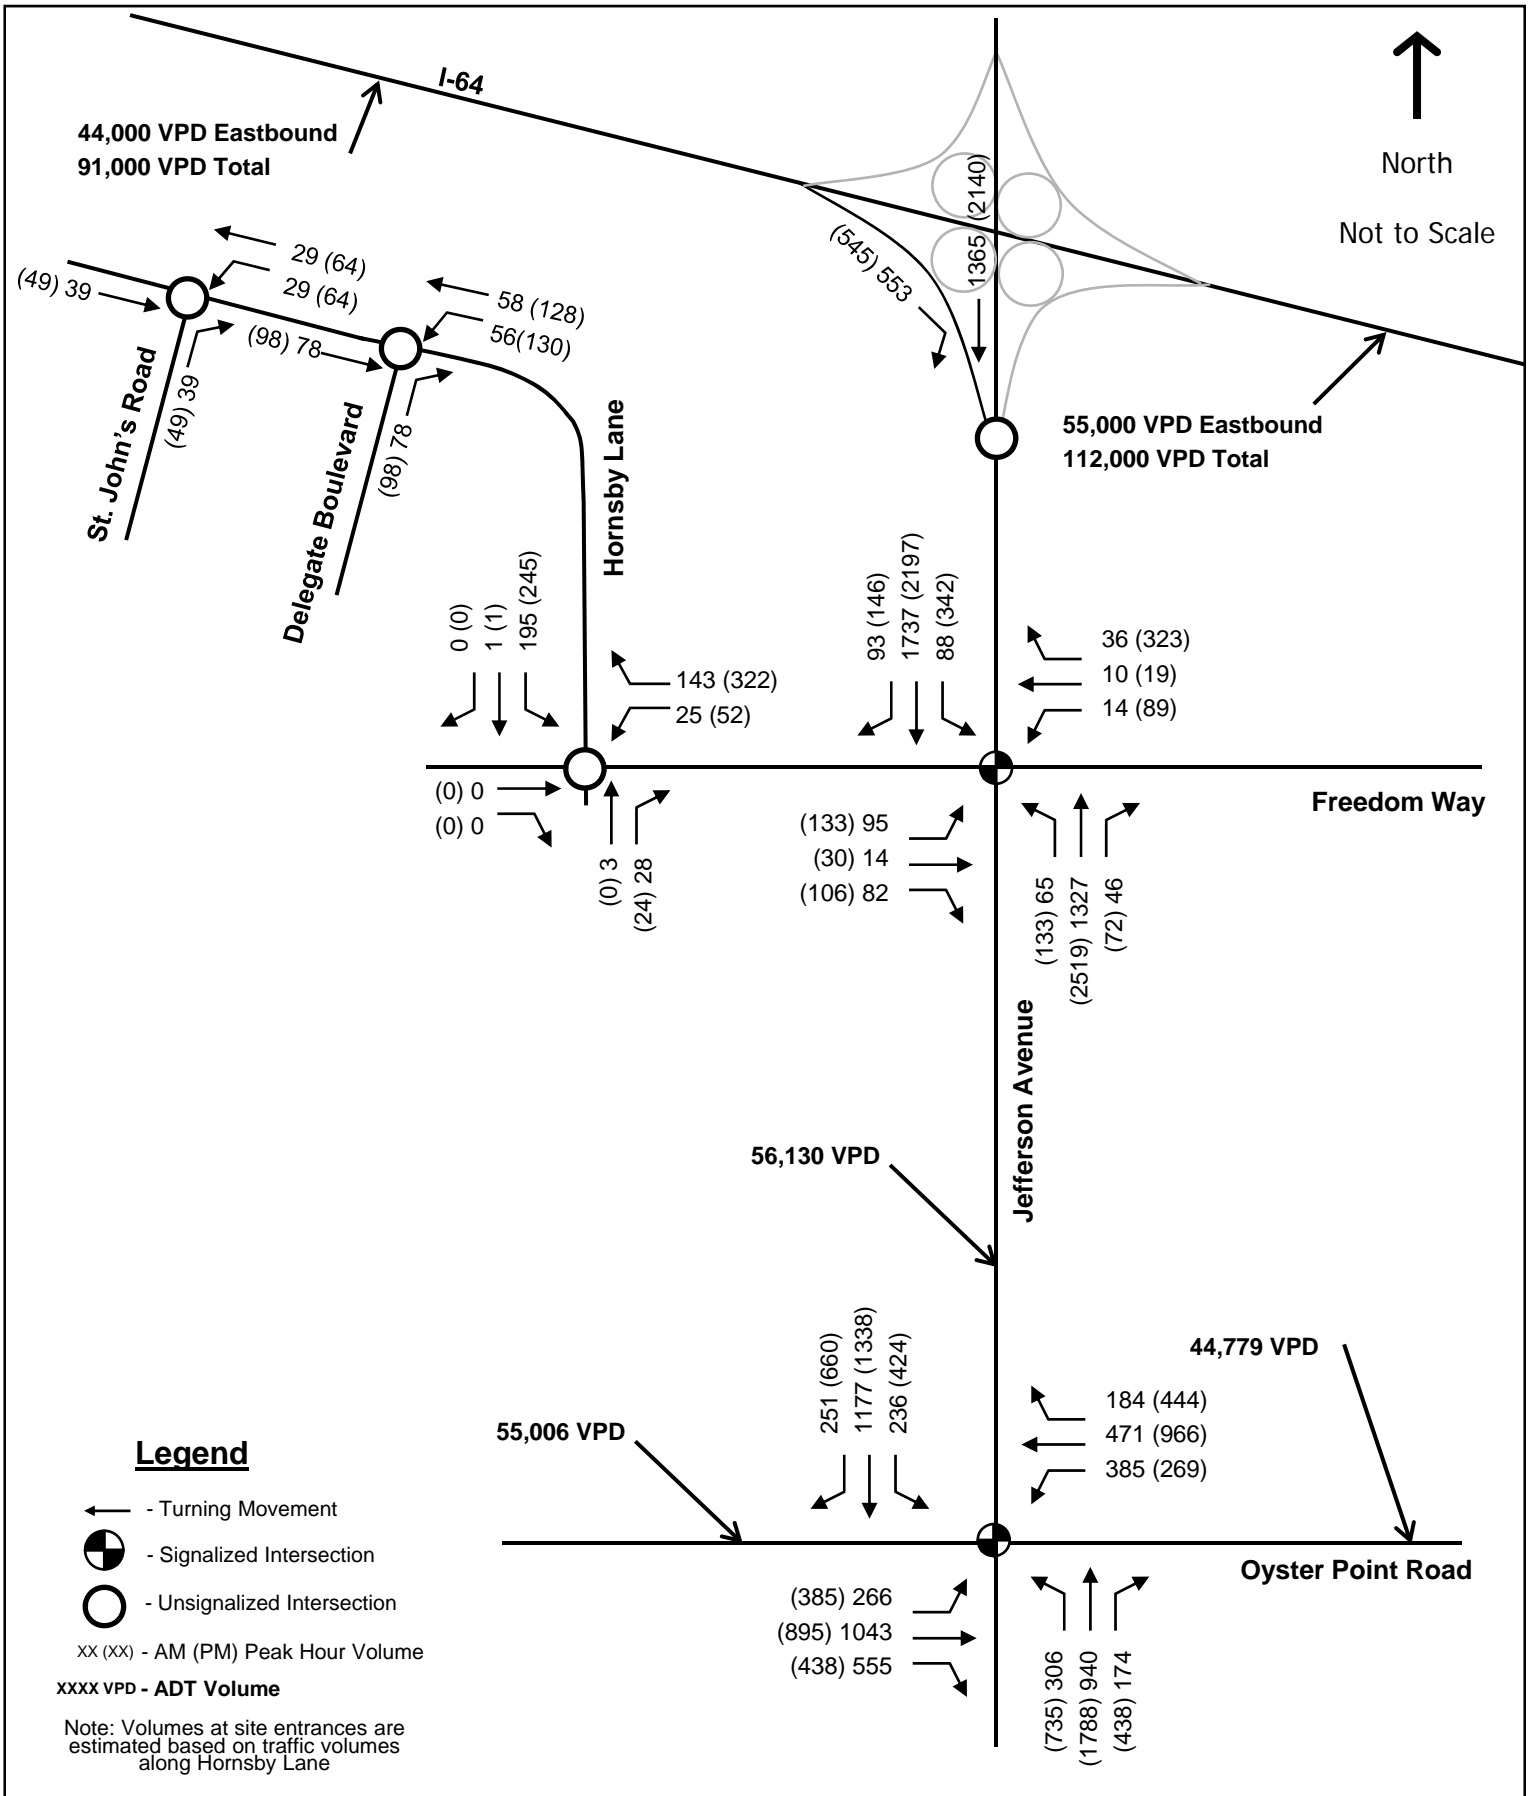 I-64
44,000 VPD Eastbound
91,000 VPD Total
North
Not to Scale
1365 (2140)
(545) 553
29 (64)
29 (64)
(49) 39
(98) 78
58 (128)
56(130)
(49) 39
(98) 78
St. John's Road
Delegate Boulevard
Hornsby Lane
55,000 VPD Eastbound
112,000 VPD Total
0 (0)
1 (1)
195 (245)
143 (322)
25 (52)
(0) 0
(0) 0
(0) 3
(24) 28
93 (146)
1737 (2197)
88 (342)
36 (323)
10 (19)
14 (89)
Freedom Way
(133) 95
(30) 14
(106) 82
(133) 65
(2519) 1327
(72) 46
Jefferson Avenue
56,130 VPD
251 (660)
1177 (1338)
236 (424)
44,779 VPD
184 (444)
471 (966)
385 (269)
55,006 VPD
Oyster Point Road
(385) 266
(895) 1043
(438) 555
(735) 306
(1788) 940
(438) 174
Legend
- Turning Movement
- Signalized Intersection
- Unsignalized Intersection
XX (XX) - AM (PM) Peak Hour Volume
XXXX VPD - ADT Volume
Note: Volumes at site entrances are
estimated based on traffic volumes
along Hornsby Lane